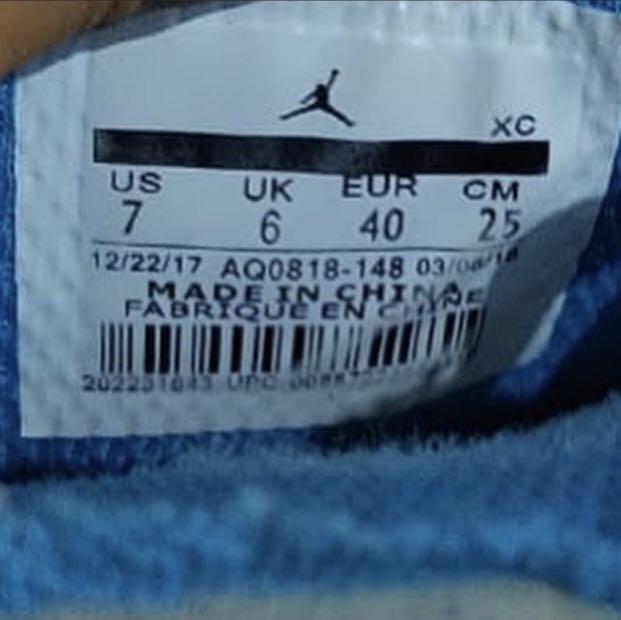 XC
US UK EUR CM
7 6 40 25
12/22/17 AQ0818-148
MADE IN CHINA
FABRIQUE EN CHINE
UPC